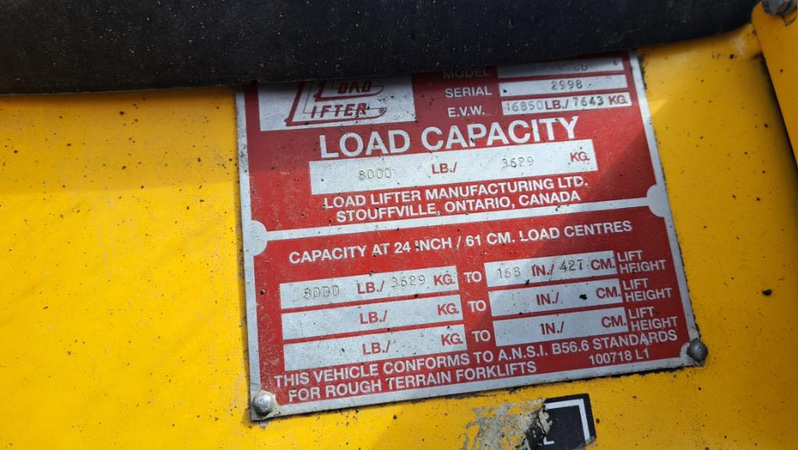 LOAD
LIFTER
MODEL
SERIAL 2998
E.V.W. 16850 LB./ 7643 KG.
LOAD CAPACITY
8000 LB./ 3629 KG.
LOAD LIFTER MANUFACTURING LTD.
STOUFFVILLE, ONTARIO, CANADA
CAPACITY AT 24 INCH / 61 CM. LOAD CENTRES
8000 LB./ 3629 KG. TO 168 IN./ 427 CM. LIFT HEIGHT
LB./ KG. TO IN./ CM. LIFT HEIGHT
LB./ KG. TO IN./ CM. LIFT HEIGHT
THIS VEHICLE CONFORMS TO A.N.S.I. B56.6 STANDARDS
FOR ROUGH TERRAIN FORKLIFTS 100718 L1